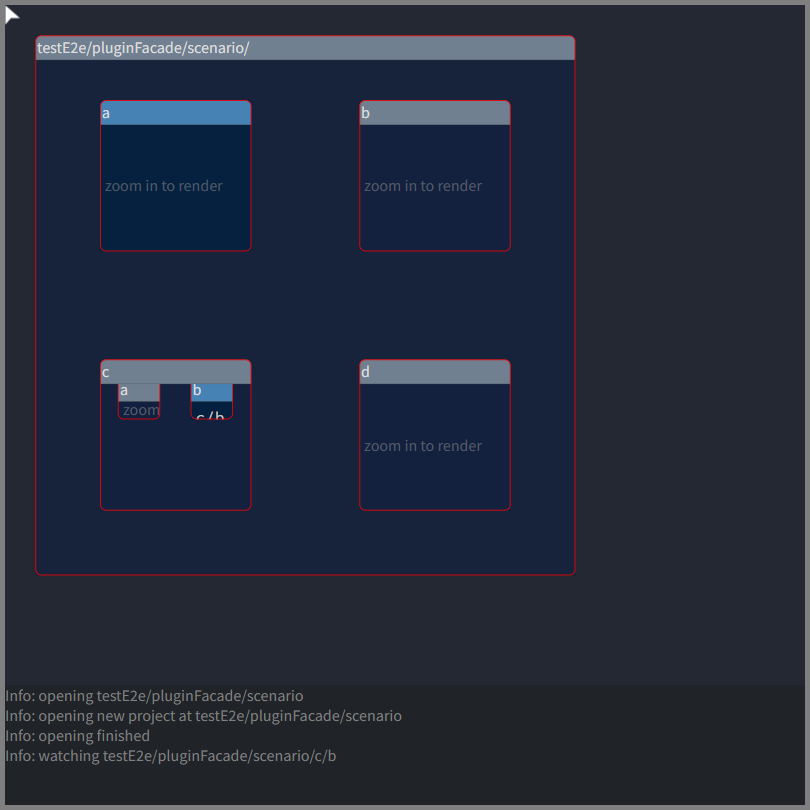 testE2e/pluginFacade/scenario/
a
b
zoom in to render
zoom in to render
c
d
a
b
zoom
c/b
zoom in to render
Info: opening testE2e/pluginFacade/scenario
Info: opening new project at testE2e/pluginFacade/scenario
Info: opening finished
Info: watching testE2e/pluginFacade/scenario/c/b